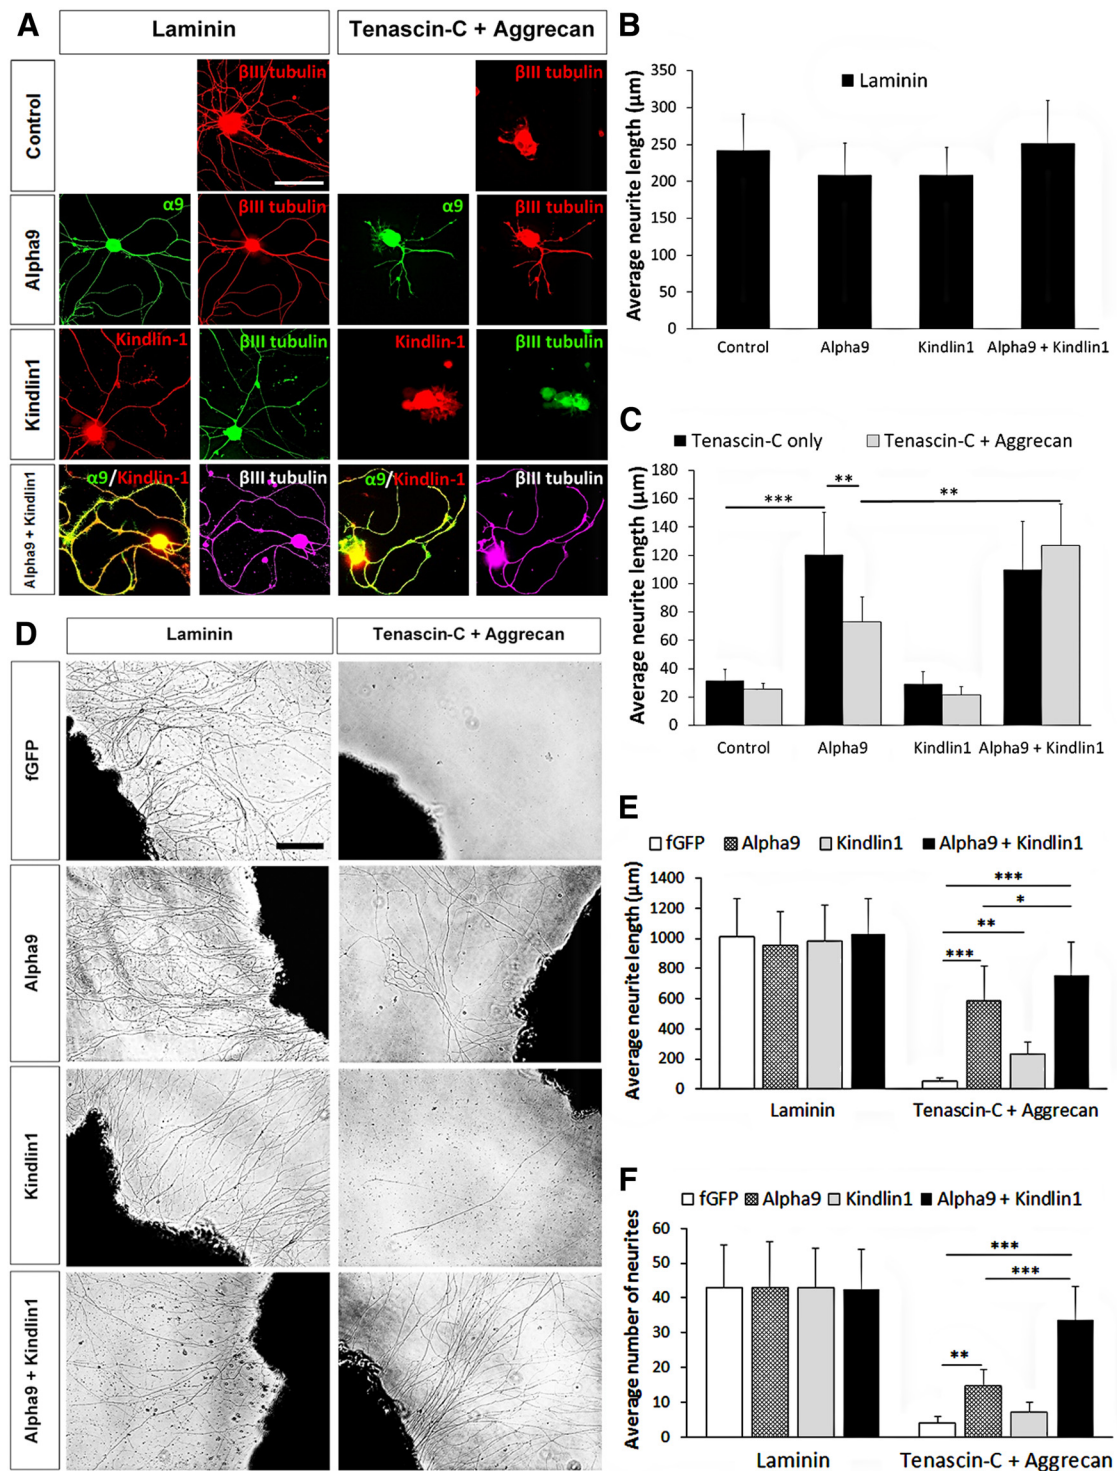 A
Laminin
Tenascin-C + Aggrecan
Control
βIII tubulin
βIII tubulin
Alpha9
α9
βIII tubulin
α9
βIII tubulin
Kindlin1
Kindlin-1
βIII tubulin
Kindlin-1
βIII tubulin
Alpha9 + Kindlin1
α9/Kindlin-1
βIII tubulin
α9/Kindlin-1
βIII tubulin
B
Average neurite length (μm)
350
300
250
200
150
100
50
0
Laminin
Control
Alpha9
Kindlin1
Alpha9 + Kindlin1
C
Tenascin-C only
Tenascin-C + Aggrecan
Average neurite length (μm)
180
160
140
120
100
80
60
40
20
0
***
**
**
Control
Alpha9
Kindlin1
Alpha9 + Kindlin1
D
Laminin
Tenascin-C + Aggrecan
fGFP
Alpha9
Kindlin1
Alpha9 + Kindlin1
E
fGFP
Alpha9
Kindlin1
Alpha9 + Kindlin1
Average neurite length (μm)
1400
1200
1000
800
600
400
200
0
***
*
**
***
Laminin
Tenascin-C + Aggrecan
F
fGFP
Alpha9
Kindlin1
Alpha9 + Kindlin1
Average number of neurites
60
50
40
30
20
10
0
***
***
**
Laminin
Tenascin-C + Aggrecan